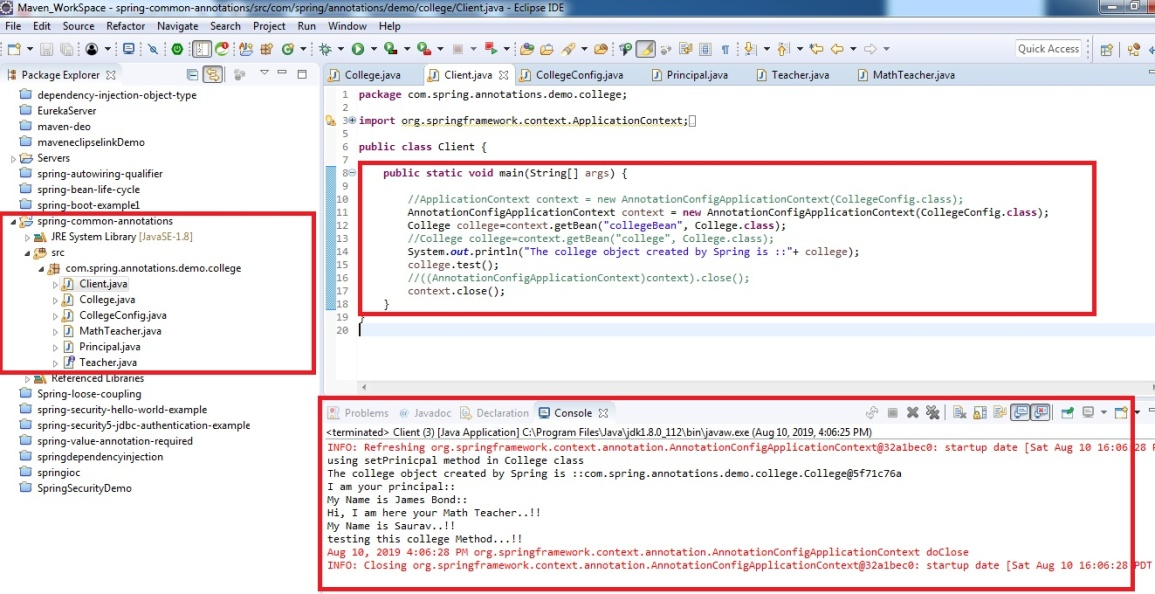 Maven_WorkSpace - spring-common-annotations/src/com/spring/annotations/demo/college/Client.java - Eclipse IDE
File Edit Source Refactor Navigate Search Project Run Window Help
Quick Access
Package Explorer
dependency-injection-object-type
EurekaServer
maven-deo
maveneclipselinkDemo
Servers
spring-autowiring-qualifier
spring-bean-life-cycle
spring-boot-example1
spring-common-annotations
JRE System Library [JavaSE-1.8]
src
com.spring.annotations.demo.college
Client.java
College.java
CollegeConfig.java
MathTeacher.java
Principal.java
Teacher.java
Referenced Libraries
Spring-loose-coupling
spring-security-hello-world-example
spring-security5-jdbc-authentication-example
spring-value-annotation-required
springdependencyinjection
springioc
SpringSecurityDemo
College.java Client.java CollegeConfig.java Principal.java Teacher.java MathTeacher.java
1 package com.spring.annotations.demo.college;
2
3 import org.springframework.context.ApplicationContext;
5
6 public class Client {
7
8 public static void main(String[] args) {
9
10 //ApplicationContext context = new AnnotationConfigApplicationContext(CollegeConfig.class);
11 AnnotationConfigApplicationContext context = new AnnotationConfigApplicationContext(CollegeConfig.class);
12 College college=context.getBean("collegeBean", College.class);
13 //College college=context.getBean("college", College.class);
14 System.out.println("The college object created by Spring is ::"+ college);
15 college.test();
16 //((AnnotationConfigApplicationContext)context).close();
17 context.close();
18 }
19 }
20
Problems Javadoc Declaration Console
<terminated> Client (3) [Java Application] C:\Program Files\Java\jdk1.8.0_112\bin\javaw.exe (Aug 10, 2019, 4:06:25 PM)
INFO: Refreshing org.springframework.context.annotation.AnnotationConfigApplicationContext@32a1bec0: startup date [Sat Aug 10 16:06:28 P
using setPrinicpal method in College class
The college object created by Spring is ::com.spring.annotations.demo.college.College@5f71c76a
I am your principal::
My Name is James Bond::
Hi, I am here your Math Teacher..!!
My Name is Saurav..!!
testing this college Method...!!
Aug 10, 2019 4:06:28 PM org.springframework.context.annotation.AnnotationConfigApplicationContext doClose
INFO: Closing org.springframework.context.annotation.AnnotationConfigApplicationContext@32a1bec0: startup date [Sat Aug 10 16:06:28 PDT